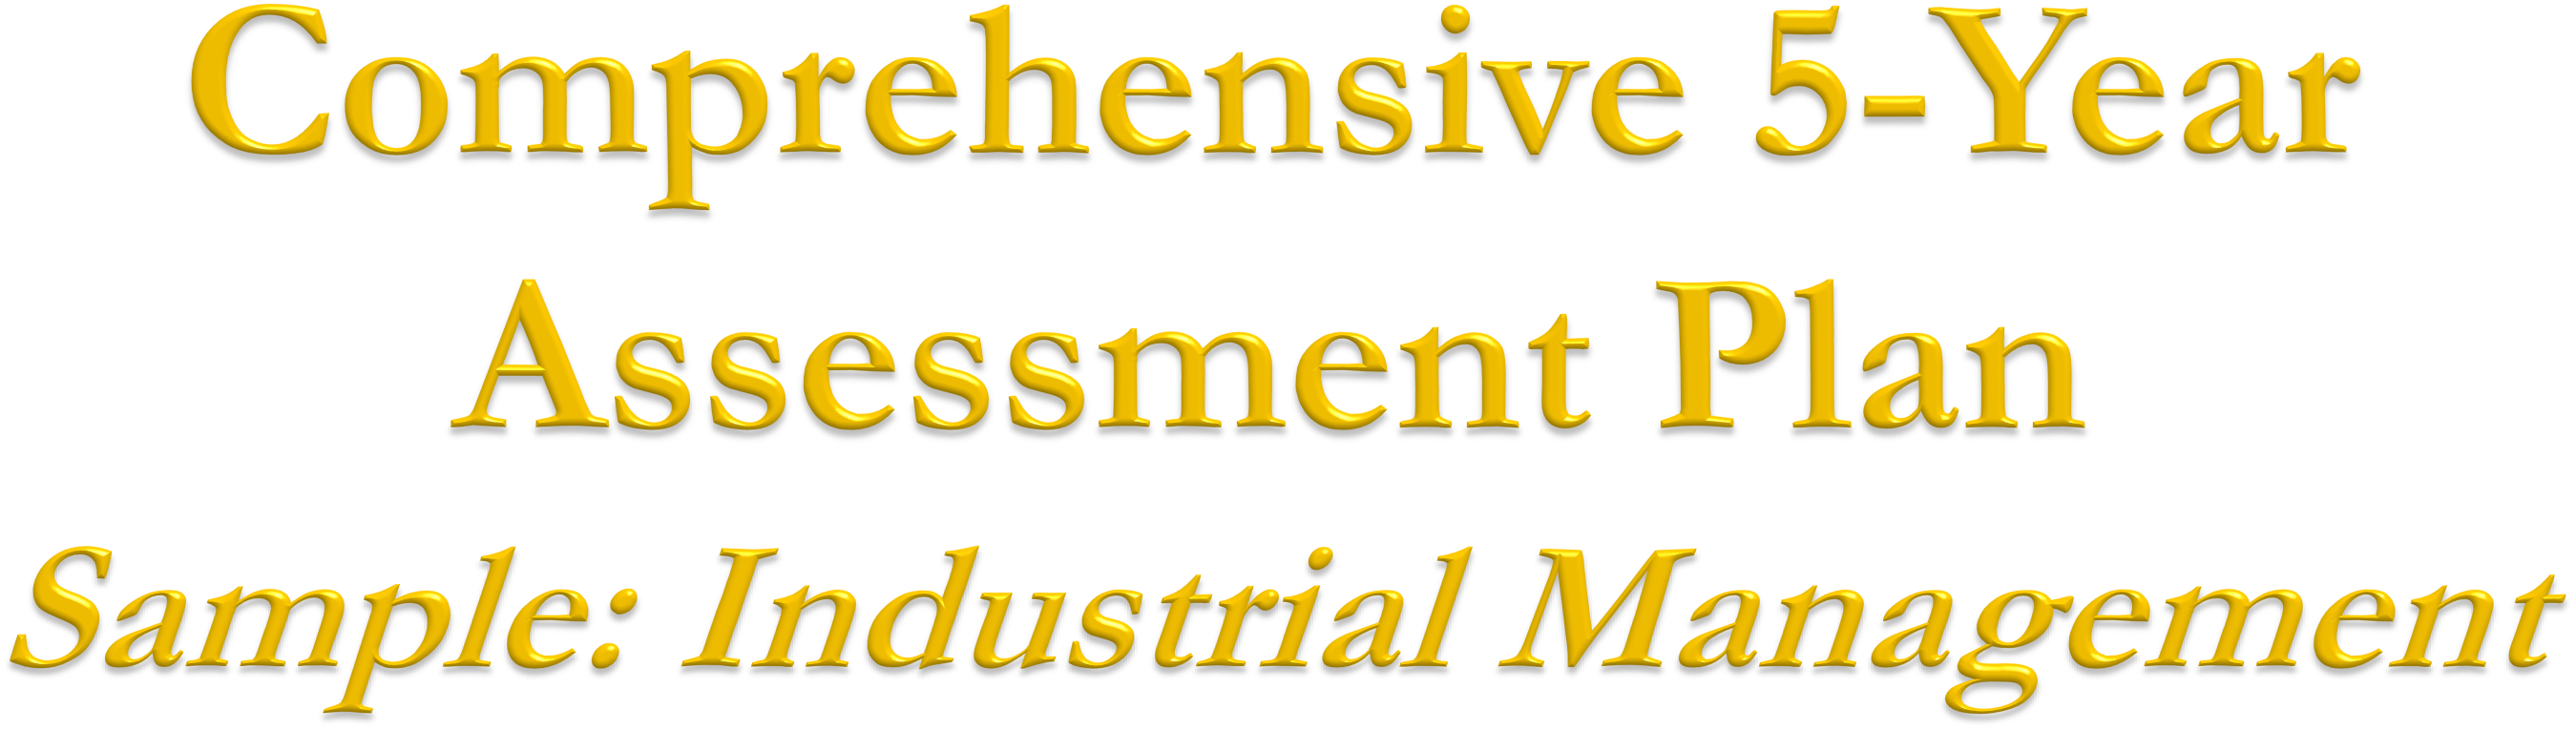 Comprehensive 5-Year
Assessment Plan
Sample: Industrial Management